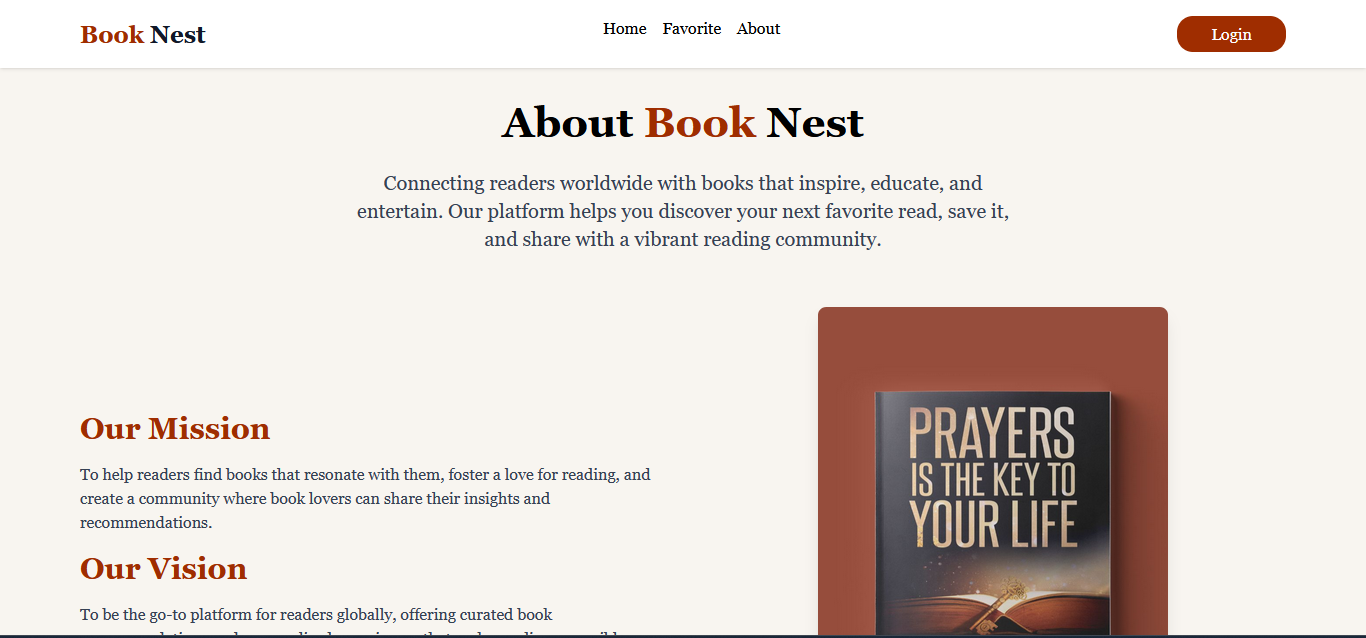 Book Nest
Home Favorite About
Login
About Book Nest
Connecting readers worldwide with books that inspire, educate, and
entertain. Our platform helps you discover your next favorite read, save it,
and share with a vibrant reading community.
Our Mission
To help readers find books that resonate with them, foster a love for reading, and
create a community where book lovers can share their insights and
recommendations.
Our Vision
To be the go-to platform for readers globally, offering curated book
PRAYERS
IS THE KEY TO
YOUR LIFE